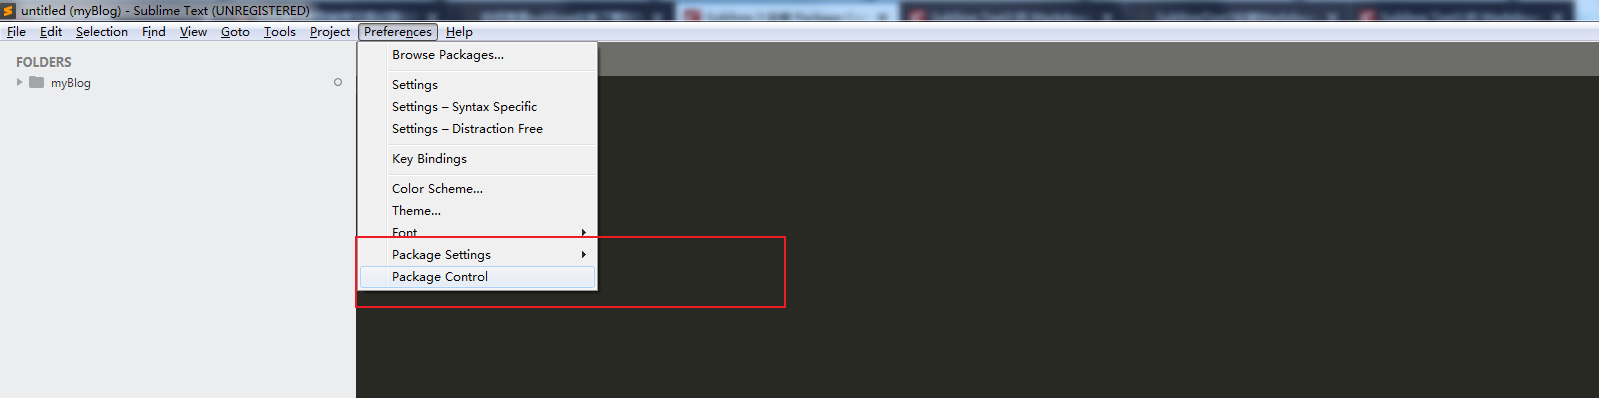 untitled (myBlog) - Sublime Text (UNREGISTERED)
File Edit Selection Find View Goto Tools Project Preferences Help
FOLDERS
myBlog
Browse Packages...
Settings
Settings – Syntax Specific
Settings – Distraction Free
Key Bindings
Color Scheme...
Theme...
Font
Package Settings
Package Control